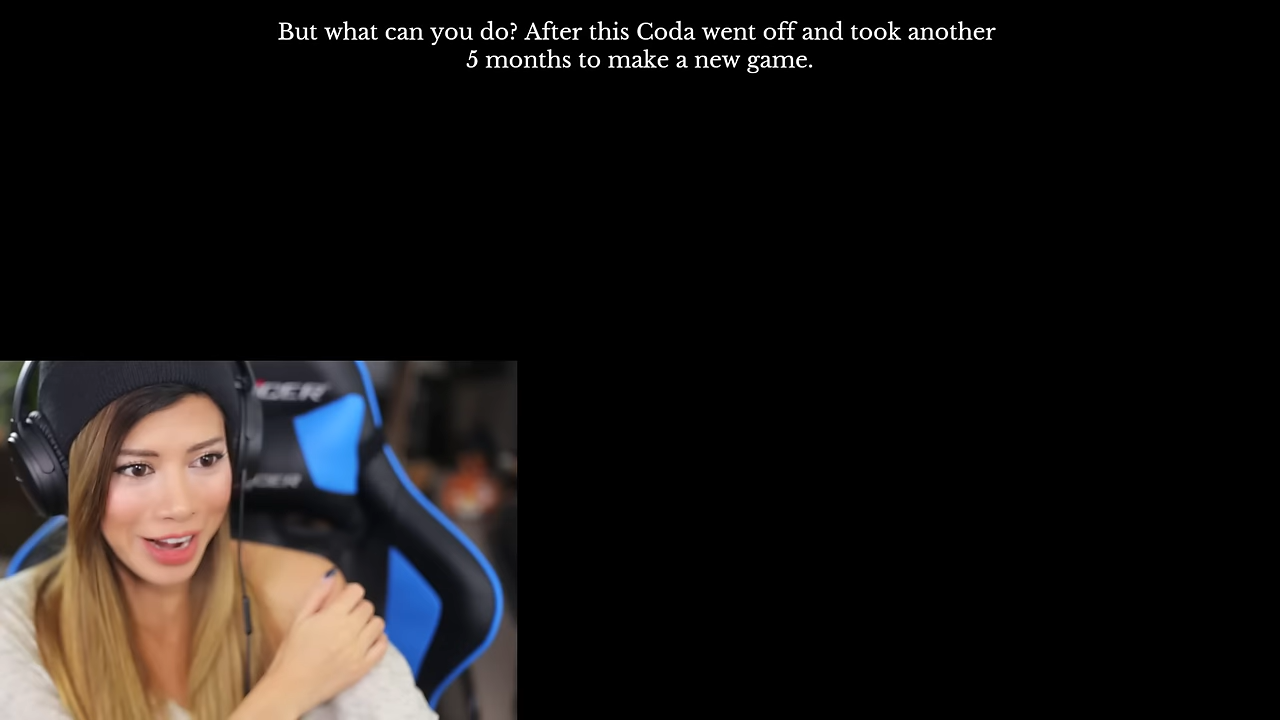 But what can you do? After this Coda went off and took another
5 months to make a new game.